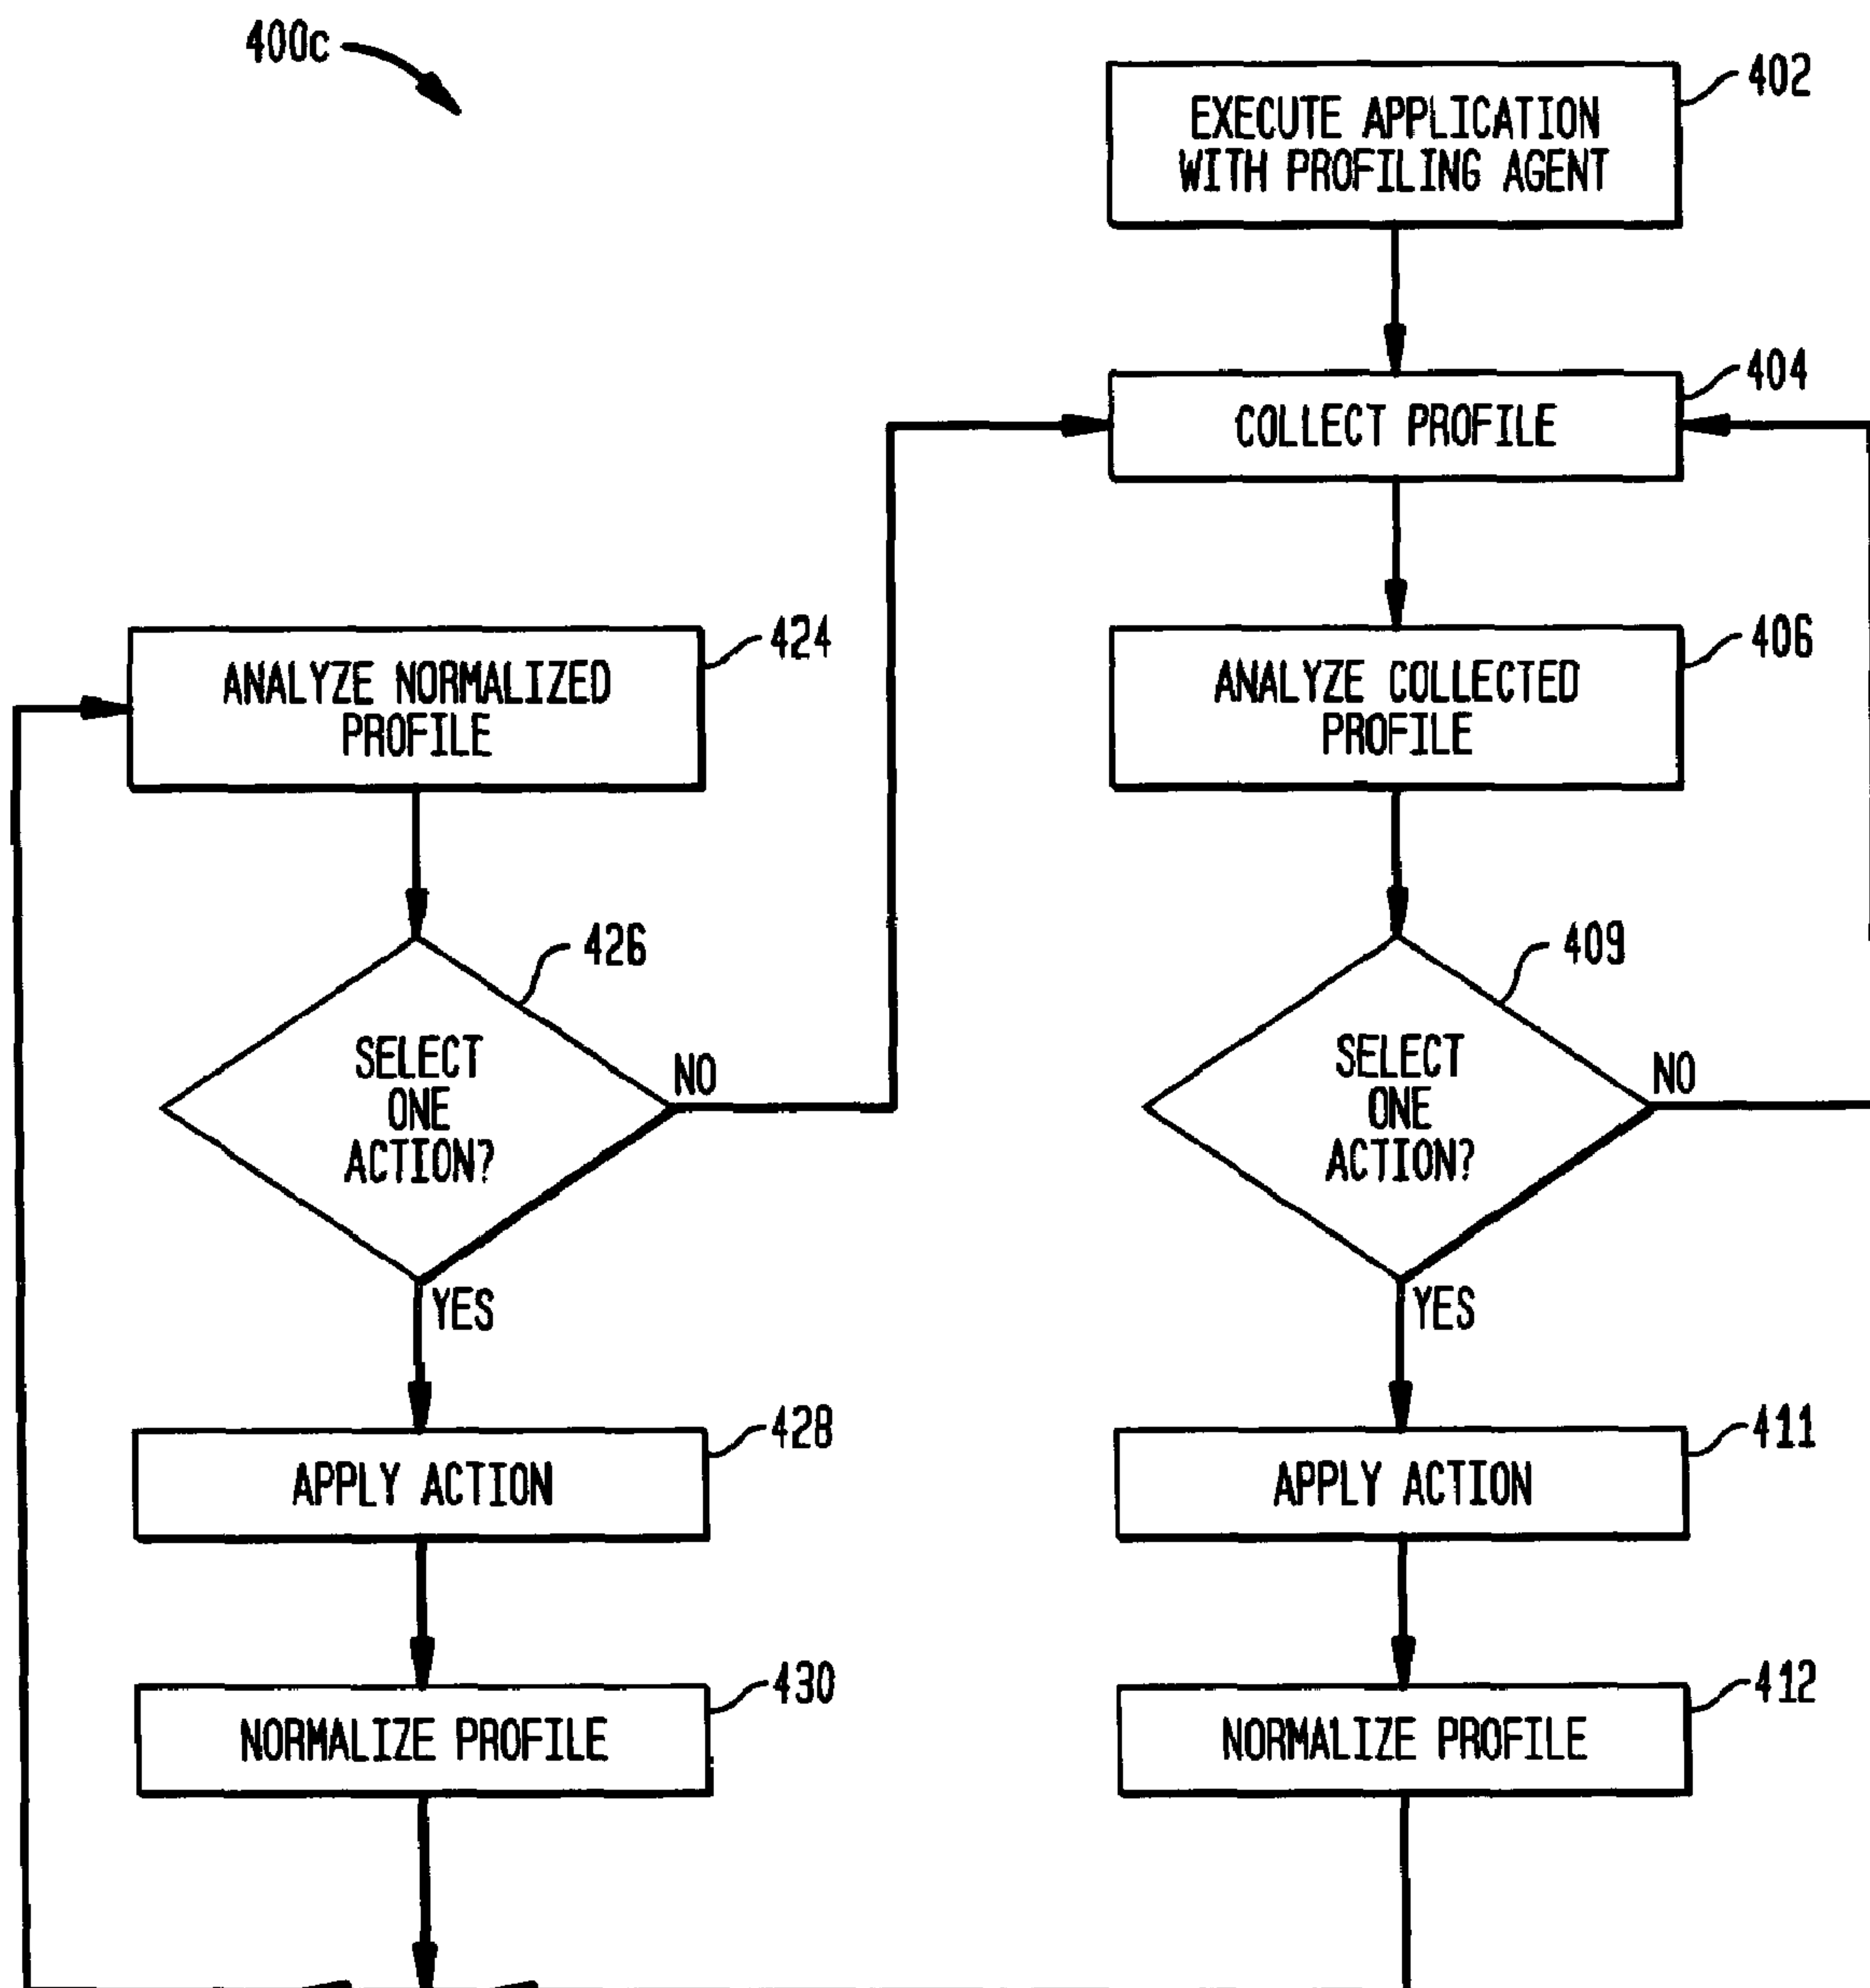 400c
402
EXECUTE APPLICATION
WITH PROFILING AGENT
404
COLLECT PROFILE
424
ANALYZE NORMALIZED
PROFILE
406
ANALYZE COLLECTED
PROFILE
426
SELECT
ONE
ACTION?
NO
YES
409
SELECT
ONE
ACTION?
NO
YES
428
APPLY ACTION
411
APPLY ACTION
430
NORMALIZE PROFILE
412
NORMALIZE PROFILE